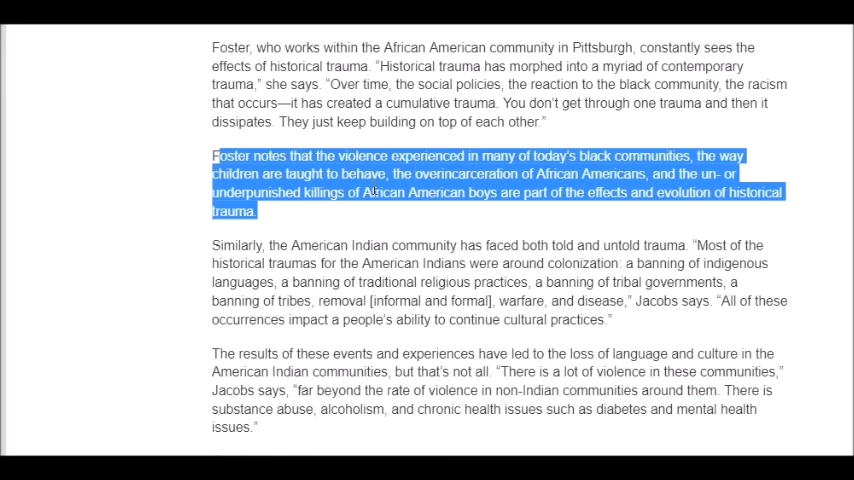 Foster, who works within the African American community in Pittsburgh, constantly sees the
effects of historical trauma. “Historical trauma has morphed into a myriad of contemporary
trauma,” she says. “Over time, the social policies, the reaction to the black community, the racism
that occurs—it has created a cumulative trauma. You don’t get through one trauma and then it
dissipates. They just keep building on top of each other.”
Foster notes that the violence experienced in many of today’s black communities, the way
children are taught to behave, the overincarceration of African Americans, and the un- or
underpunished killings of African American boys are part of the effects and evolution of historical
trauma.
Similarly, the American Indian community has faced both told and untold trauma. “Most of the
historical traumas for the American Indians were around colonization: a banning of indigenous
languages, a banning of traditional religious practices, a banning of tribal governments, a
banning of tribes, removal [informal and formal], warfare, and disease,” Jacobs says. “All of these
occurrences impact a people’s ability to continue cultural practices.”
The results of these events and experiences have led to the loss of language and culture in the
American Indian communities, but that’s not all. “There is a lot of violence in these communities,”
Jacobs says, “far beyond the rate of violence in non-Indian communities around them. There is
substance abuse, alcoholism, and chronic health issues such as diabetes and mental health
issues.”